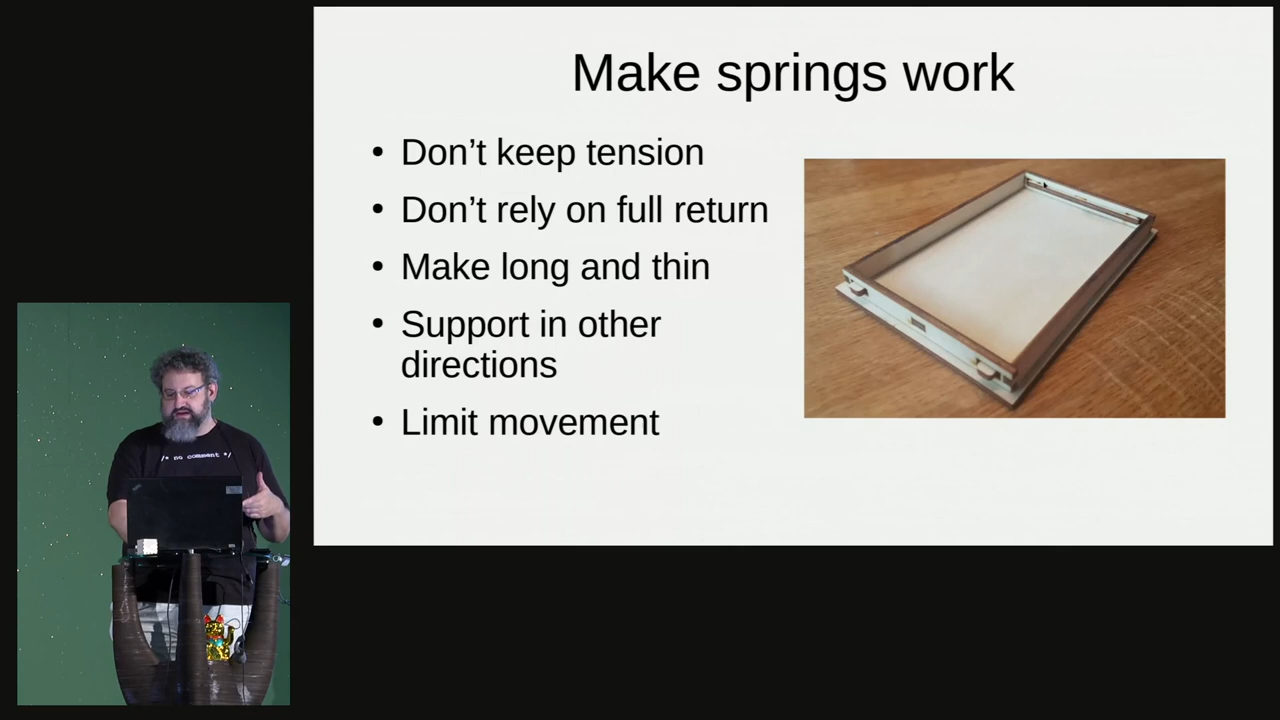 Make springs work
• Don’t keep tension
• Don’t rely on full return
• Make long and thin
• Support in other
directions
• Limit movement
/* no comment */